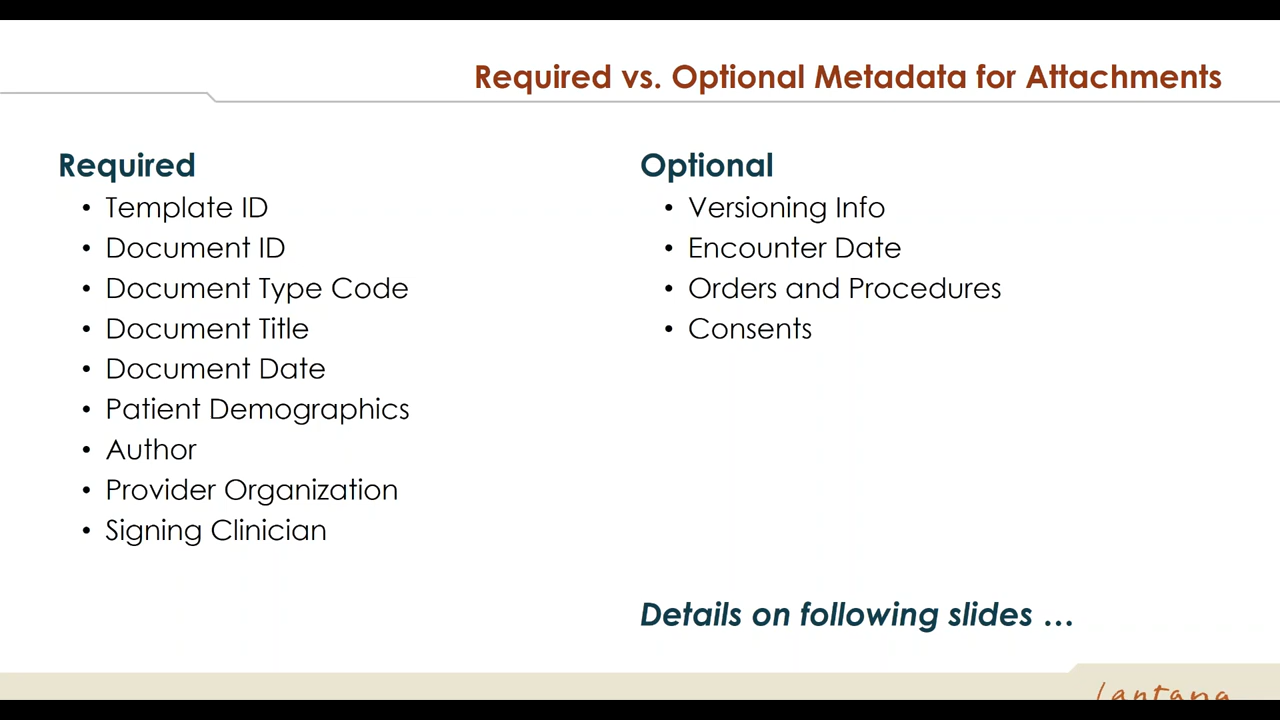 Required vs. Optional Metadata for Attachments
Required
• Template ID
• Document ID
• Document Type Code
• Document Title
• Document Date
• Patient Demographics
• Author
• Provider Organization
• Signing Clinician
Optional
• Versioning Info
• Encounter Date
• Orders and Procedures
• Consents
Details on following slides ...
Lantana